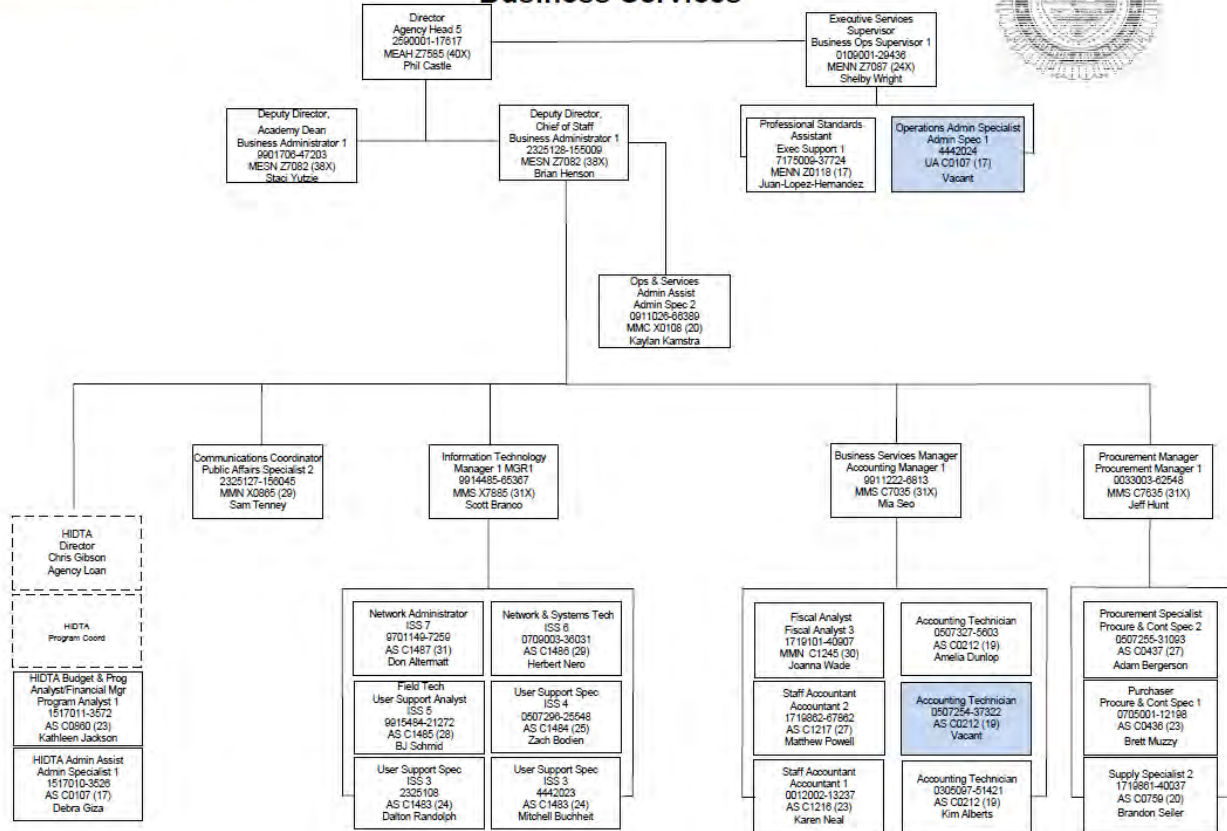 Business Services
Director
Agency Head 5
2590001-17617
MEAH Z7585 (40X)
Phil Castle
Executive Services
Supervisor
Business Ops Supervisor 1
0109001-29436
MENN Z7087 (24X)
Shelby Wright
Deputy Director,
Academy Dean
Business Administrator 1
9901706-47203
MESN Z7082 (38X)
Staci Yutzie
Deputy Director,
Chief of Staff
Business Administrator 1
2325128-155009
MESN Z7082 (38X)
Brian Henson
Professional Standards
Assistant
Exec Support 1
7175009-37724
MENN Z0118 (17)
Juan-Lopez-Hernandez
Operations Admin Specialist
Admin Spec 1
4442024
UA C0107 (17)
Vacant
Ops & Services
Admin Assist
Admin Spec 2
0911026-66389
MMC X0108 (20)
Kaylan Kamstra
Communications Coordinator
Public Affairs Specialist 2
2325127-156045
MMN X0865 (29)
Sam Tenney
Information Technology
Manager 1 MGR1
9914485-65367
MMS X7885 (31X)
Scott Branco
Business Services Manager
Accounting Manager 1
9911222-6813
MMS C7035 (31X)
Mia Seo
Procurement Manager
Procurement Manager 1
0033003-62548
MMS C7635 (31X)
Jeff Hunt
HIDTA
Director
Chris Gibson
Agency Loan
HIDTA
Program Coord
HIDTA Budget & Prog
Analyst/Financial Mgr
Program Analyst 1
1517011-3572
AS C0860 (23)
Kathleen Jackson
HIDTA Admin Assist
Admin Specialist 1
1517010-3526
AS C0107 (17)
Debra Giza
Network Administrator
ISS 7
9701149-7259
AS C1487 (31)
Don Altermatt
Network & Systems Tech
ISS 6
0709003-36031
AS C1486 (29)
Herbert Nero
Field Tech
User Support Analyst
ISS 5
9915484-21272
AS C1485 (28)
BJ Schmid
User Support Spec
ISS 4
0507296-25548
AS C1484 (25)
Zach Bodien
User Support Spec
ISS 3
2325108
AS C1483 (24)
Dalton Randolph
User Support Spec
ISS 3
4442023
AS C1483 (24)
Mitchell Buchheit
Fiscal Analyst
Fiscal Analyst 3
1719101-40907
MMN C1245 (30)
Joanna Wade
Accounting Technician
0507327-5603
AS C0212 (19)
Amelia Dunlop
Staff Accountant
Accountant 2
1719862-67862
AS C1217 (27)
Matthew Powell
Accounting Technician
0507254-37322
AS C0212 (19)
Vacant
Staff Accountant
Accountant 1
0012002-13237
AS C1216 (23)
Karen Neal
Accounting Technician
0305097-51421
AS C0212 (19)
Kim Alberts
Procurement Specialist
Procure & Cont Spec 2
0507255-31093
AS C0437 (27)
Adam Bergerson
Purchaser
Procure & Cont Spec 1
0705001-12198
AS C0436 (23)
Brett Muzzy
Supply Specialist 2
1719861-40037
AS C0759 (20)
Brandon Seiler